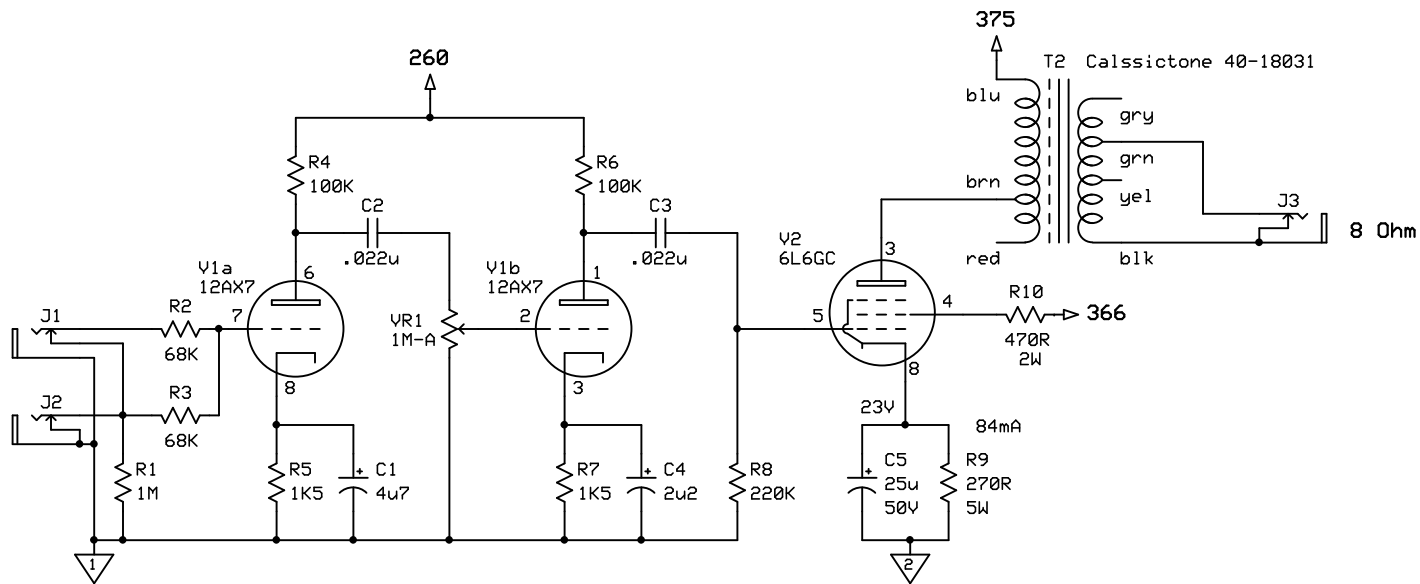 375
T2 Calssictone 40-18031
260
blu
gry
grn
brn
yel
R4
100K
R6
100K
C2
.022u
C3
.022u
J3
8 Ohm
V2
6L6GC
3
red
blk
V1a
12AX7
6
V1b
12AX7
1
J1
R2
68K
7
VR1
1M-A
2
5
4
R10
470R
2W
366
J2
R3
68K
8
3
8
23V
84mA
R1
1M
R5
1K5
C1
+
4u7
R7
1K5
C4
+
2u2
R8
220K
C5
+
25u
50V
R9
270R
5W
1
2